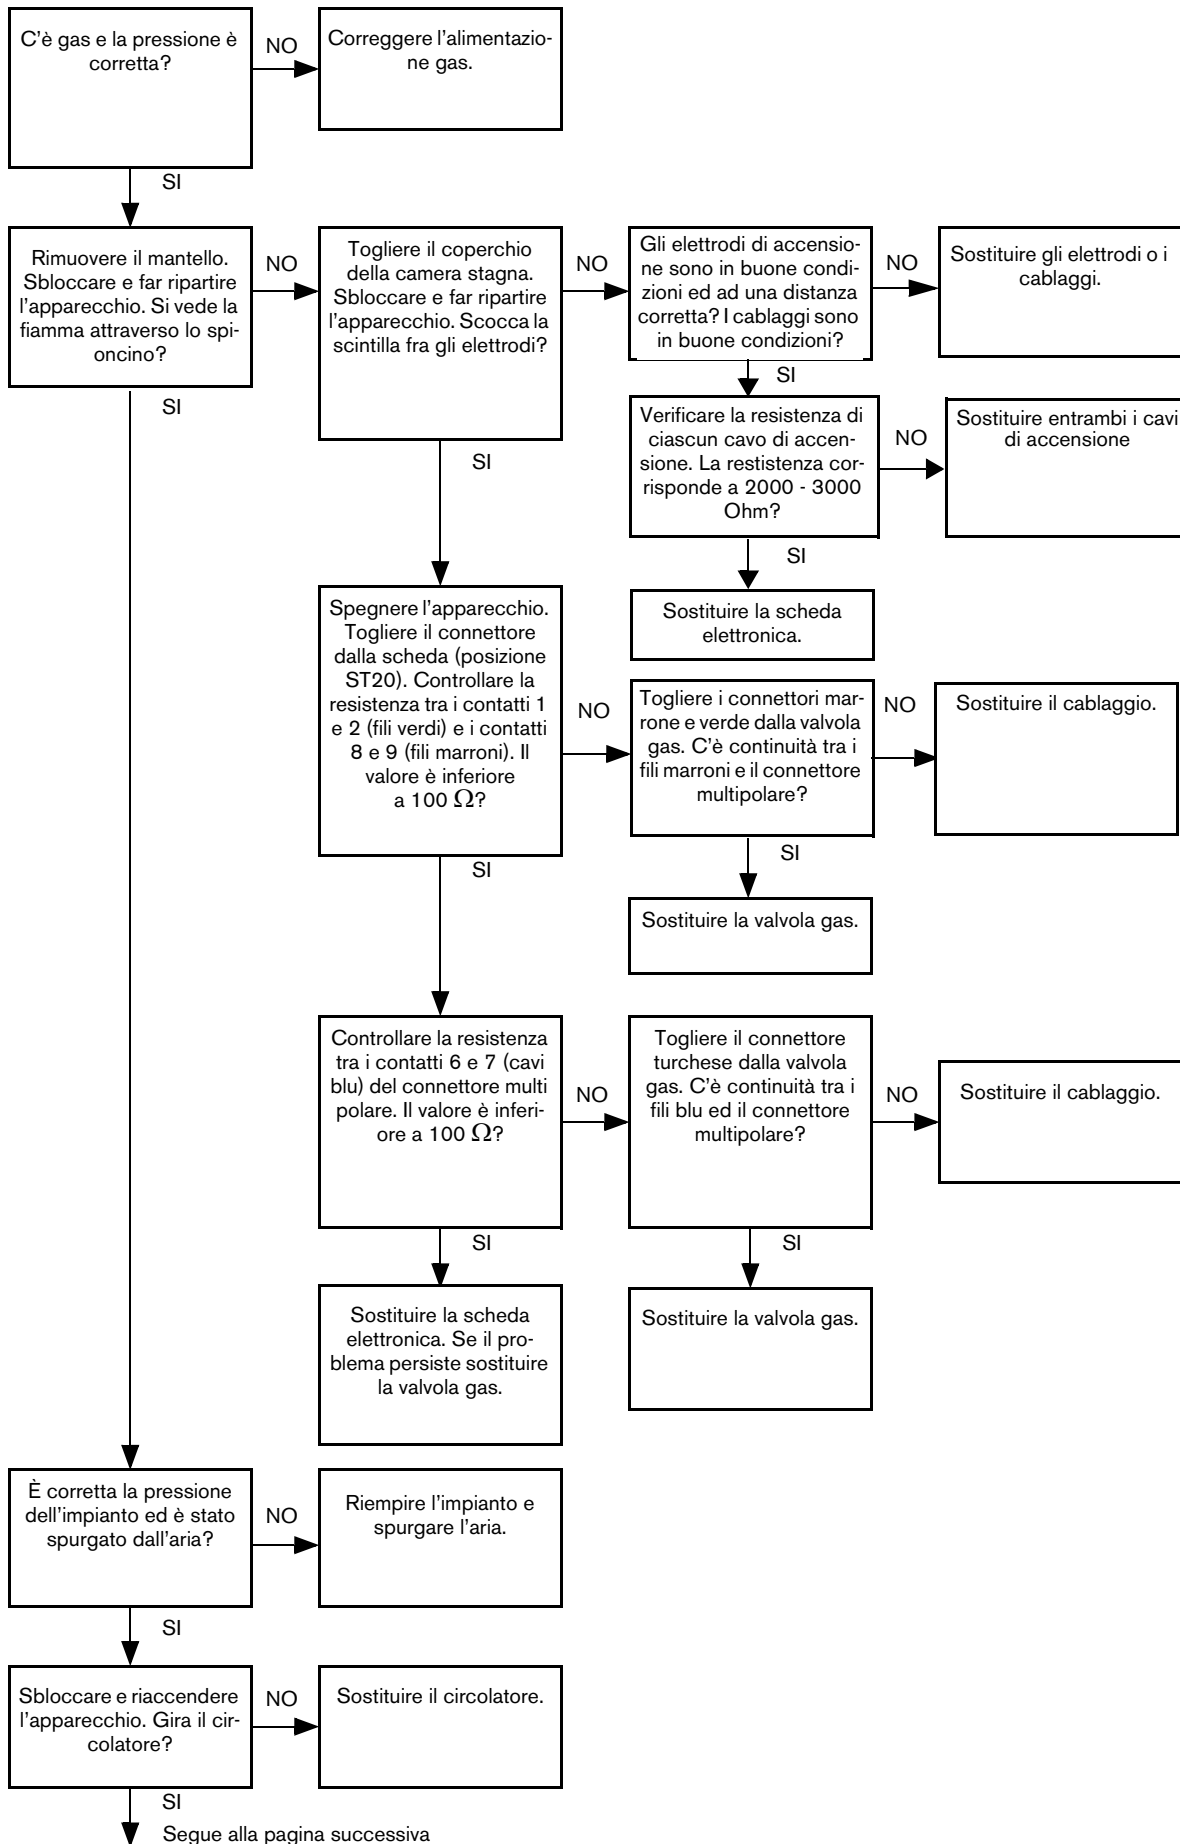 C'è gas e la pressione è
corretta?
NO
Correggere l'alimentazio-
ne gas.
SI
Rimuovere il mantello.
Sbloccare e far ripartire
l'apparecchio. Si vede la
fiamma attraverso lo spi-
oncino?
NO
Togliere il coperchio
della camera stagna.
Sbloccare e far ripartire
l'apparecchio. Scocca la
scintilla fra gli elettrodi?
NO
Gli elettrodi di accensio-
ne sono in buone condi-
zioni ed ad una distanza
corretta? I cablaggi sono
in buone condizioni?
NO
Sostituire gli elettrodi o i
cablaggi.
SI
SI
Verificare la resistenza di
ciascun cavo di accen-
sione. La restistenza cor-
risponde a 2000 - 3000
Ohm?
NO
Sostituire entrambi i cavi
di accensione
SI
SI
Sostituire la scheda
elettronica.
Spegnere l'apparecchio.
Togliere il connettore
dalla scheda (posizione
ST20). Controllare la
resistenza tra i contatti 1
e 2 (fili verdi) e i contatti
8 e 9 (fili marroni). Il
valore è inferiore
a 100 Ω?
NO
Togliere i connettori mar-
rone e verde dalla valvola
gas. C'è continuità tra i
fili marroni e il connettore
multipolare?
NO
Sostituire il cablaggio.
SI
SI
Sostituire la valvola gas.
Controllare la resistenza
tra i contatti 6 e 7 (cavi
blu) del connettore multi
polare. Il valore è inferi-
ore a 100 Ω?
NO
Togliere il connettore
turchese dalla valvola
gas. C'è continuità tra i
fili blu ed il connettore
multipolare?
NO
Sostituire il cablaggio.
SI
SI
Sostituire la scheda
elettronica. Se il pro-
blema persiste sostituire
la valvola gas.
Sostituire la valvola gas.
È corretta la pressione
dell'impianto ed è stato
spurgato dall'aria?
NO
Riempire l'impianto e
spurgare l'aria.
SI
Sbloccare e riaccendere
l'apparecchio. Gira il cir-
colatore?
NO
Sostituire il circolatore.
SI
Segue alla pagina successiva